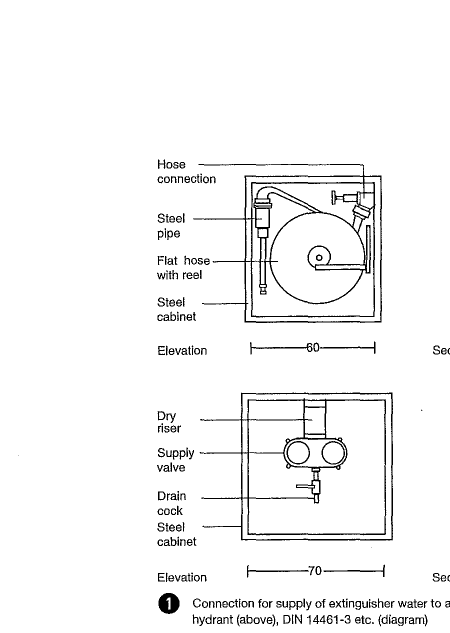 Hose
connection
Steel
pipe
Flat hose
with reel
Steel
cabinet
Elevation
60
Dry
riser
Supply
valve
Drain
cock
Steel
cabinet
Elevation
70
1 Connection for supply of extinguisher water to
hydrant (above), DIN 14461-3 etc. (diagram)